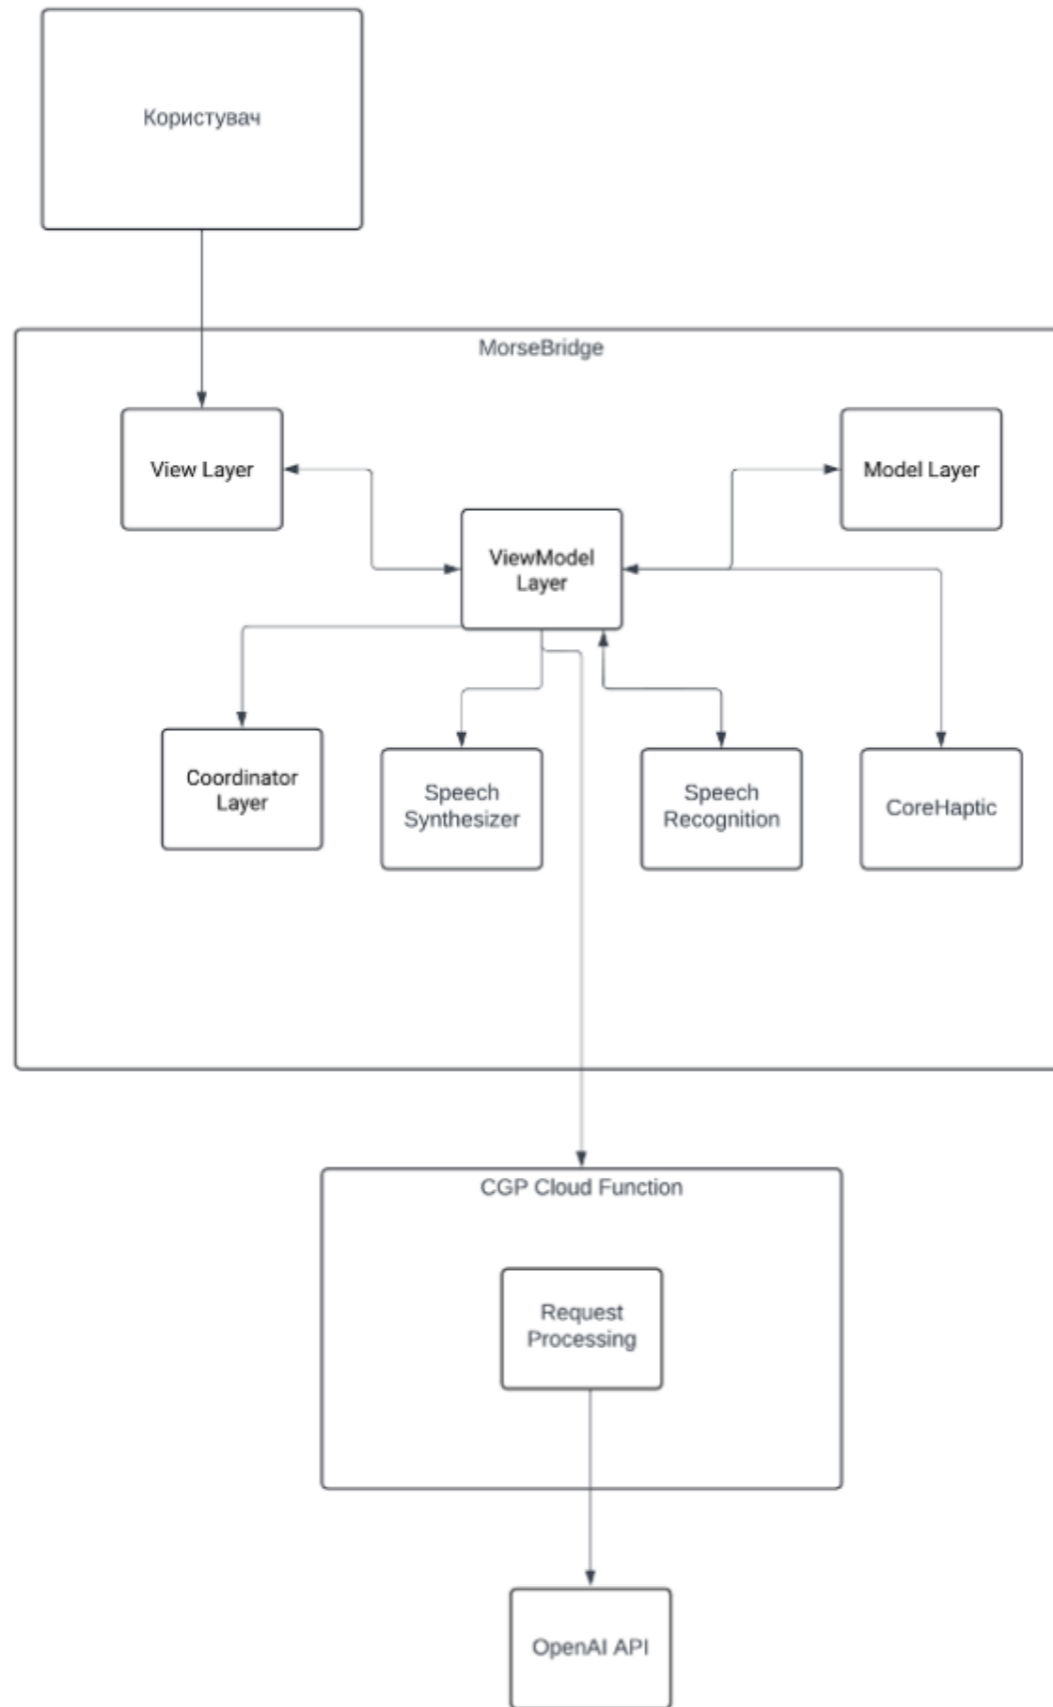 Користувач
MorseBridge
View Layer
Model Layer
ViewModel
Layer
Coordinator
Layer
Speech
Synthesizer
Speech
Recognition
CoreHaptic
CGP Cloud Function
Request
Processing
OpenAI API